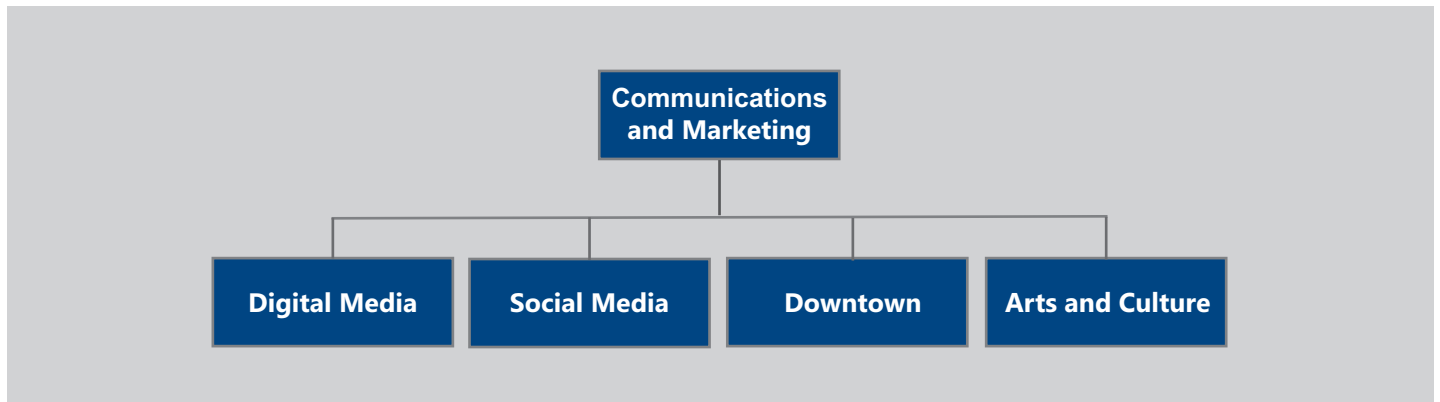 Communications
and Marketing
Digital Media
Social Media
Downtown
Arts and Culture